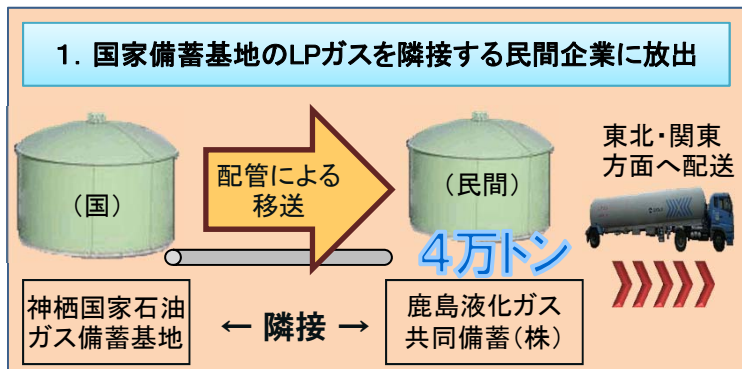 １．国家備蓄基地のLPガスを隣接する民間企業に放出
（国）
配管による
移送
（民間）
４万トン
東北・関東
方面へ配送
神栖国家石油
ガス備蓄基地
← 隣接 →
鹿島液化ガス
共同備蓄（株）